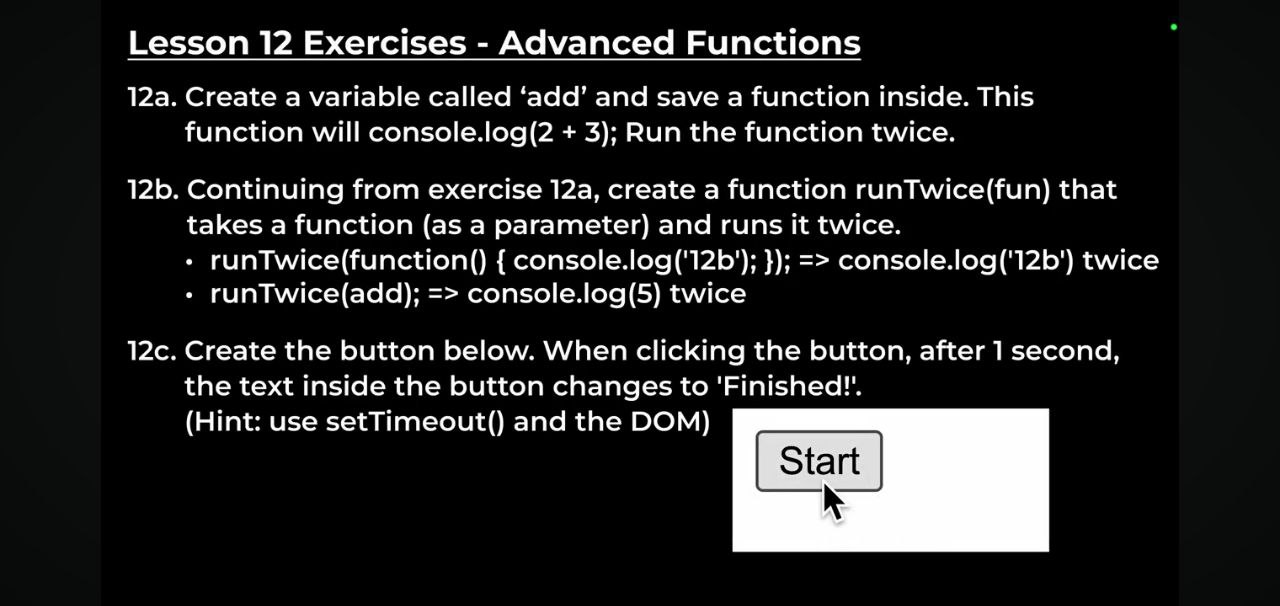 Lesson 12 Exercises - Advanced Functions
12a. Create a variable called ‘add’ and save a function inside. This
function will console.log(2 + 3); Run the function twice.
12b. Continuing from exercise 12a, create a function runTwice(fun) that
takes a function (as a parameter) and runs it twice.
• runTwice(function() { console.log('12b'); }); => console.log('12b') twice
• runTwice(add); => console.log(5) twice
12c. Create the button below. When clicking the button, after 1 second,
the text inside the button changes to 'Finished!'.
(Hint: use setTimeout() and the DOM)
Start